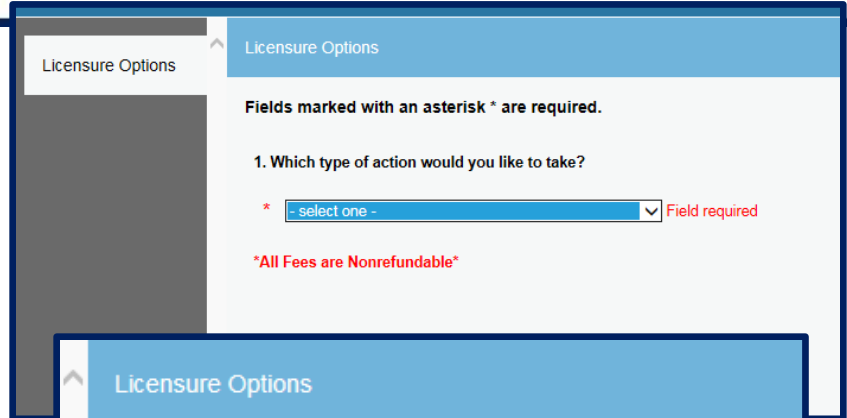 Licensure Options
Licensure Options
Fields marked with an asterisk * are required.
1. Which type of action would you like to take?
* - select one - Field required
*All Fees are Nonrefundable*
Licensure Options